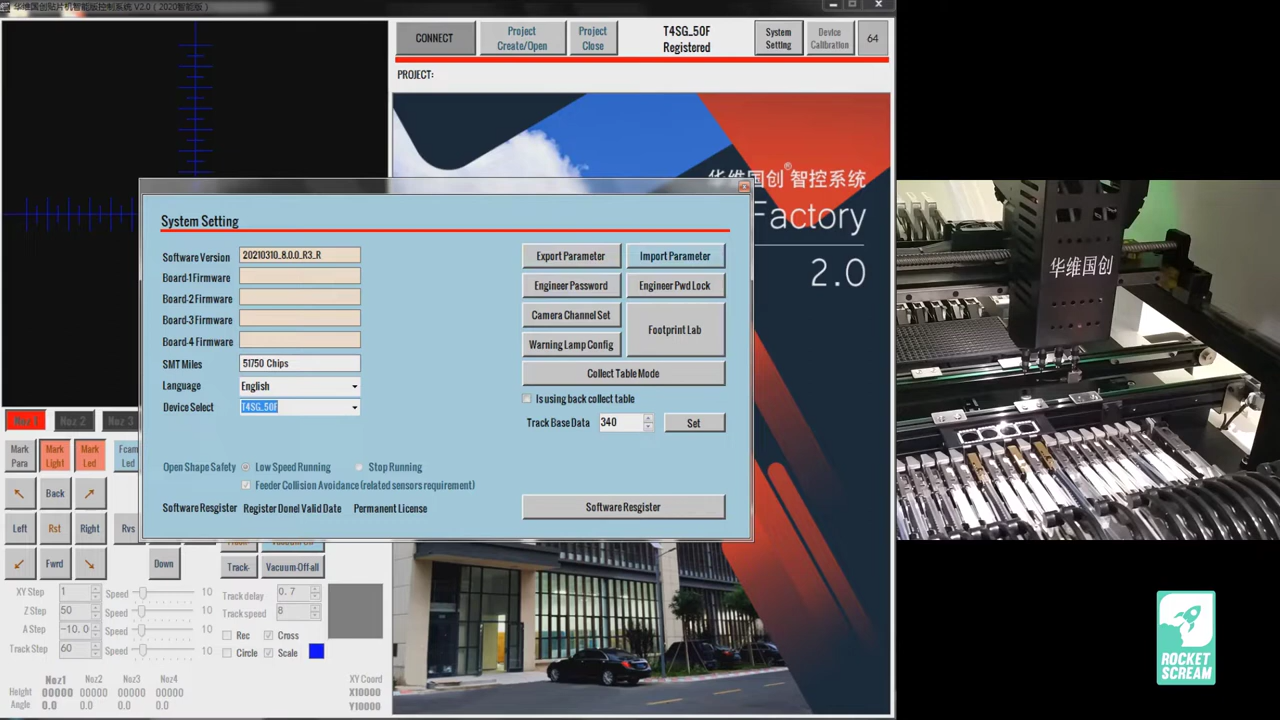 华维国创贴片机智能版控制系统 V2.0（2020智能版）
CONNECT
Project
Create/Open
Project
Close
T4SG_50F
Registered
System
Setting
Device
Calibration
64
PROJECT:
华维国创®智控系统
Factory
2.0
System Setting
Software Version 20210310_8.0.0_R3_R
Board-1 Firmware
Board-2 Firmware
Board-3 Firmware
Board-4 Firmware
SMT Miles 51750 Chips
Language English
Device Select T4SG_50F
Export Parameter Import Parameter
Engineer Password Engineer Pwd Lock
Camera Channel Set
Footprint Lab
Warning Lamp Config
Collect Table Mode
Is using back collect table
Track Base Data 340 Set
Open Shape Safety Low Speed Running Stop Running
Feeder Collision Avoidance (related sensors requirement)
Software Resgister Register Done! Valid Date Permanent License
Software Resgister
Noz 1 Noz 2 Noz 3
Mark
Para
Mark
Light
Mark
Led
Fcam
Led
Back
Left Rst Right Rvs
Fwrd Down
Track- Vacuum-Off-all
XY Step 1 Speed 10
Z Step 50 Speed 10
A Step -10.0 Speed 10
Track Step 60 Speed 10
Track delay 0.7
Track speed 8
Rec Cross
Circle Scale
Noz1 Noz2 Noz3 Noz4 XY Coord
Height 00000 00000 00000 00000 X10000
Angle 0.0 0.0 0.0 0.0 Y10000
华维国创
ROCKET
SCREAM